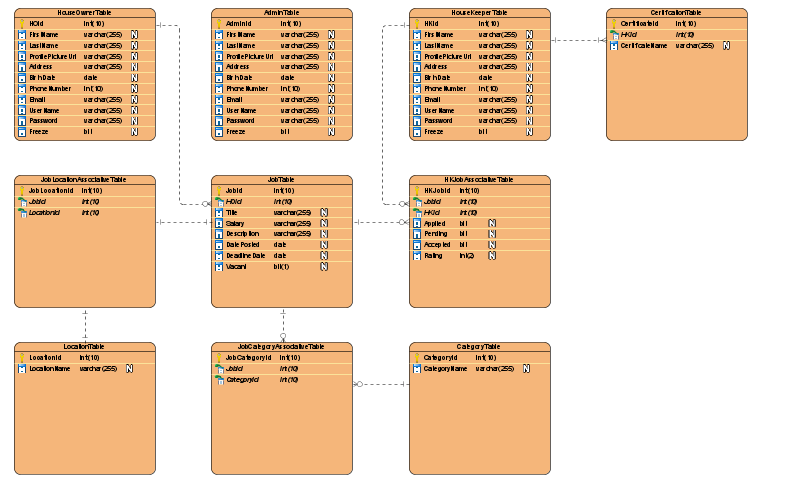 HouseOwnerTable
HOId int(10)
FirsName varchar(255) N
LasName varchar(255) N
ProfilePictureUrl varchar(255) N
Address varchar(255) N
BirhDate date N
PhoneNumber int(10) N
Email varchar(255) N
UserName varchar(255) N
Password varchar(255) N
Freeze bit N
AdminTable
AdminId int(10)
FirsName varchar(255) N
LasName varchar(255) N
ProfilePictureUrl varchar(255) N
Address varchar(255) N
BirhDate date N
PhoneNumber int(10) N
Email varchar(255) N
UserName varchar(255) N
Password varchar(255) N
Freeze bit N
HouseKeeperTable
HKId int(10)
FirsName varchar(255) N
LasName varchar(255) N
ProfilePictureUrl varchar(255) N
Address varchar(255) N
BirhDate date N
PhoneNumber int(10) N
Email varchar(255) N
UserName varchar(255) N
Password varchar(255) N
Freeze bit N
CertificationTable
CertificateId int(10)
HKId int(10)
CertificateName varchar(255) N
JobLocationAssociativeTable
JobLocationId int(10)
JobId int(10)
LocationId int(10)
JobTable
JobId int(10)
HOId int(10)
Title varchar(255) N
Salary varchar(255) N
Description varchar(255) N
DatePosted date N
DeadlineDate date N
Vacant bit(1) N
HKJobAssociativeTable
HKJobId int(10)
JobId int(10)
HKId int(10)
Applied bit N
Pending bit N
Accepted bit N
Rating int(2) N
LocationTable
LocationId int(10)
LocationName varchar(255) N
JobCategoryAssociativeTable
JobCategoryId int(10)
JobId int(10)
CategoryId int(10)
CategoryTable
CategoryId int(10)
CategoryName varchar(255) N